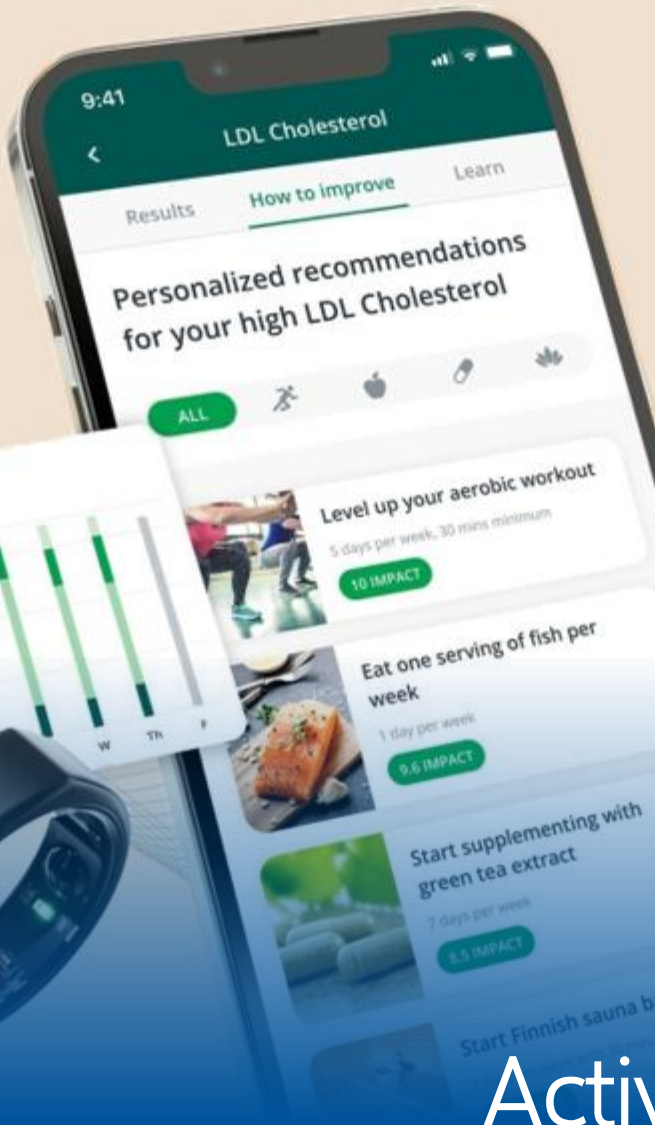 9:41
LDL Cholesterol
Results
How to improve
Learn
Personalized recommendations
for your high LDL Cholesterol
ALL
Level up your aerobic workout
5 days per week, 30 mins minimum
10 IMPACT
Eat one serving of fish per
week
1 day per week
9.6 IMPACT
W
Th
F
Start supplementing with
green tea extract
7 days per week
8.5 IMPACT
Start Finnish sauna b
Activ